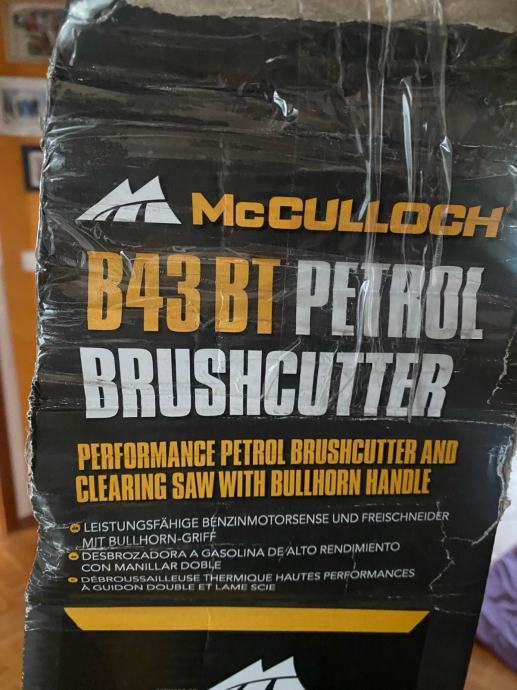 McCULLOCH
B43 BT PETROL
BRUSHCUTTER
PERFORMANCE PETROL BRUSHCUTTER AND
CLEARING SAW WITH BULLHORN HANDLE
LEISTUNGSFÄHIGE BENZINMOTORSENSE UND FREISCHNEIDER
MIT BULLHORN-GRIFF
DESBROZADORA A GASOLINA DE ALTO RENDIMIENTO
CON MANILLAR DOBLE
DÉBROUSSAILLEUSE THERMIQUE HAUTES PERFORMANCES
À GUIDON DOUBLE ET LAME SCIE